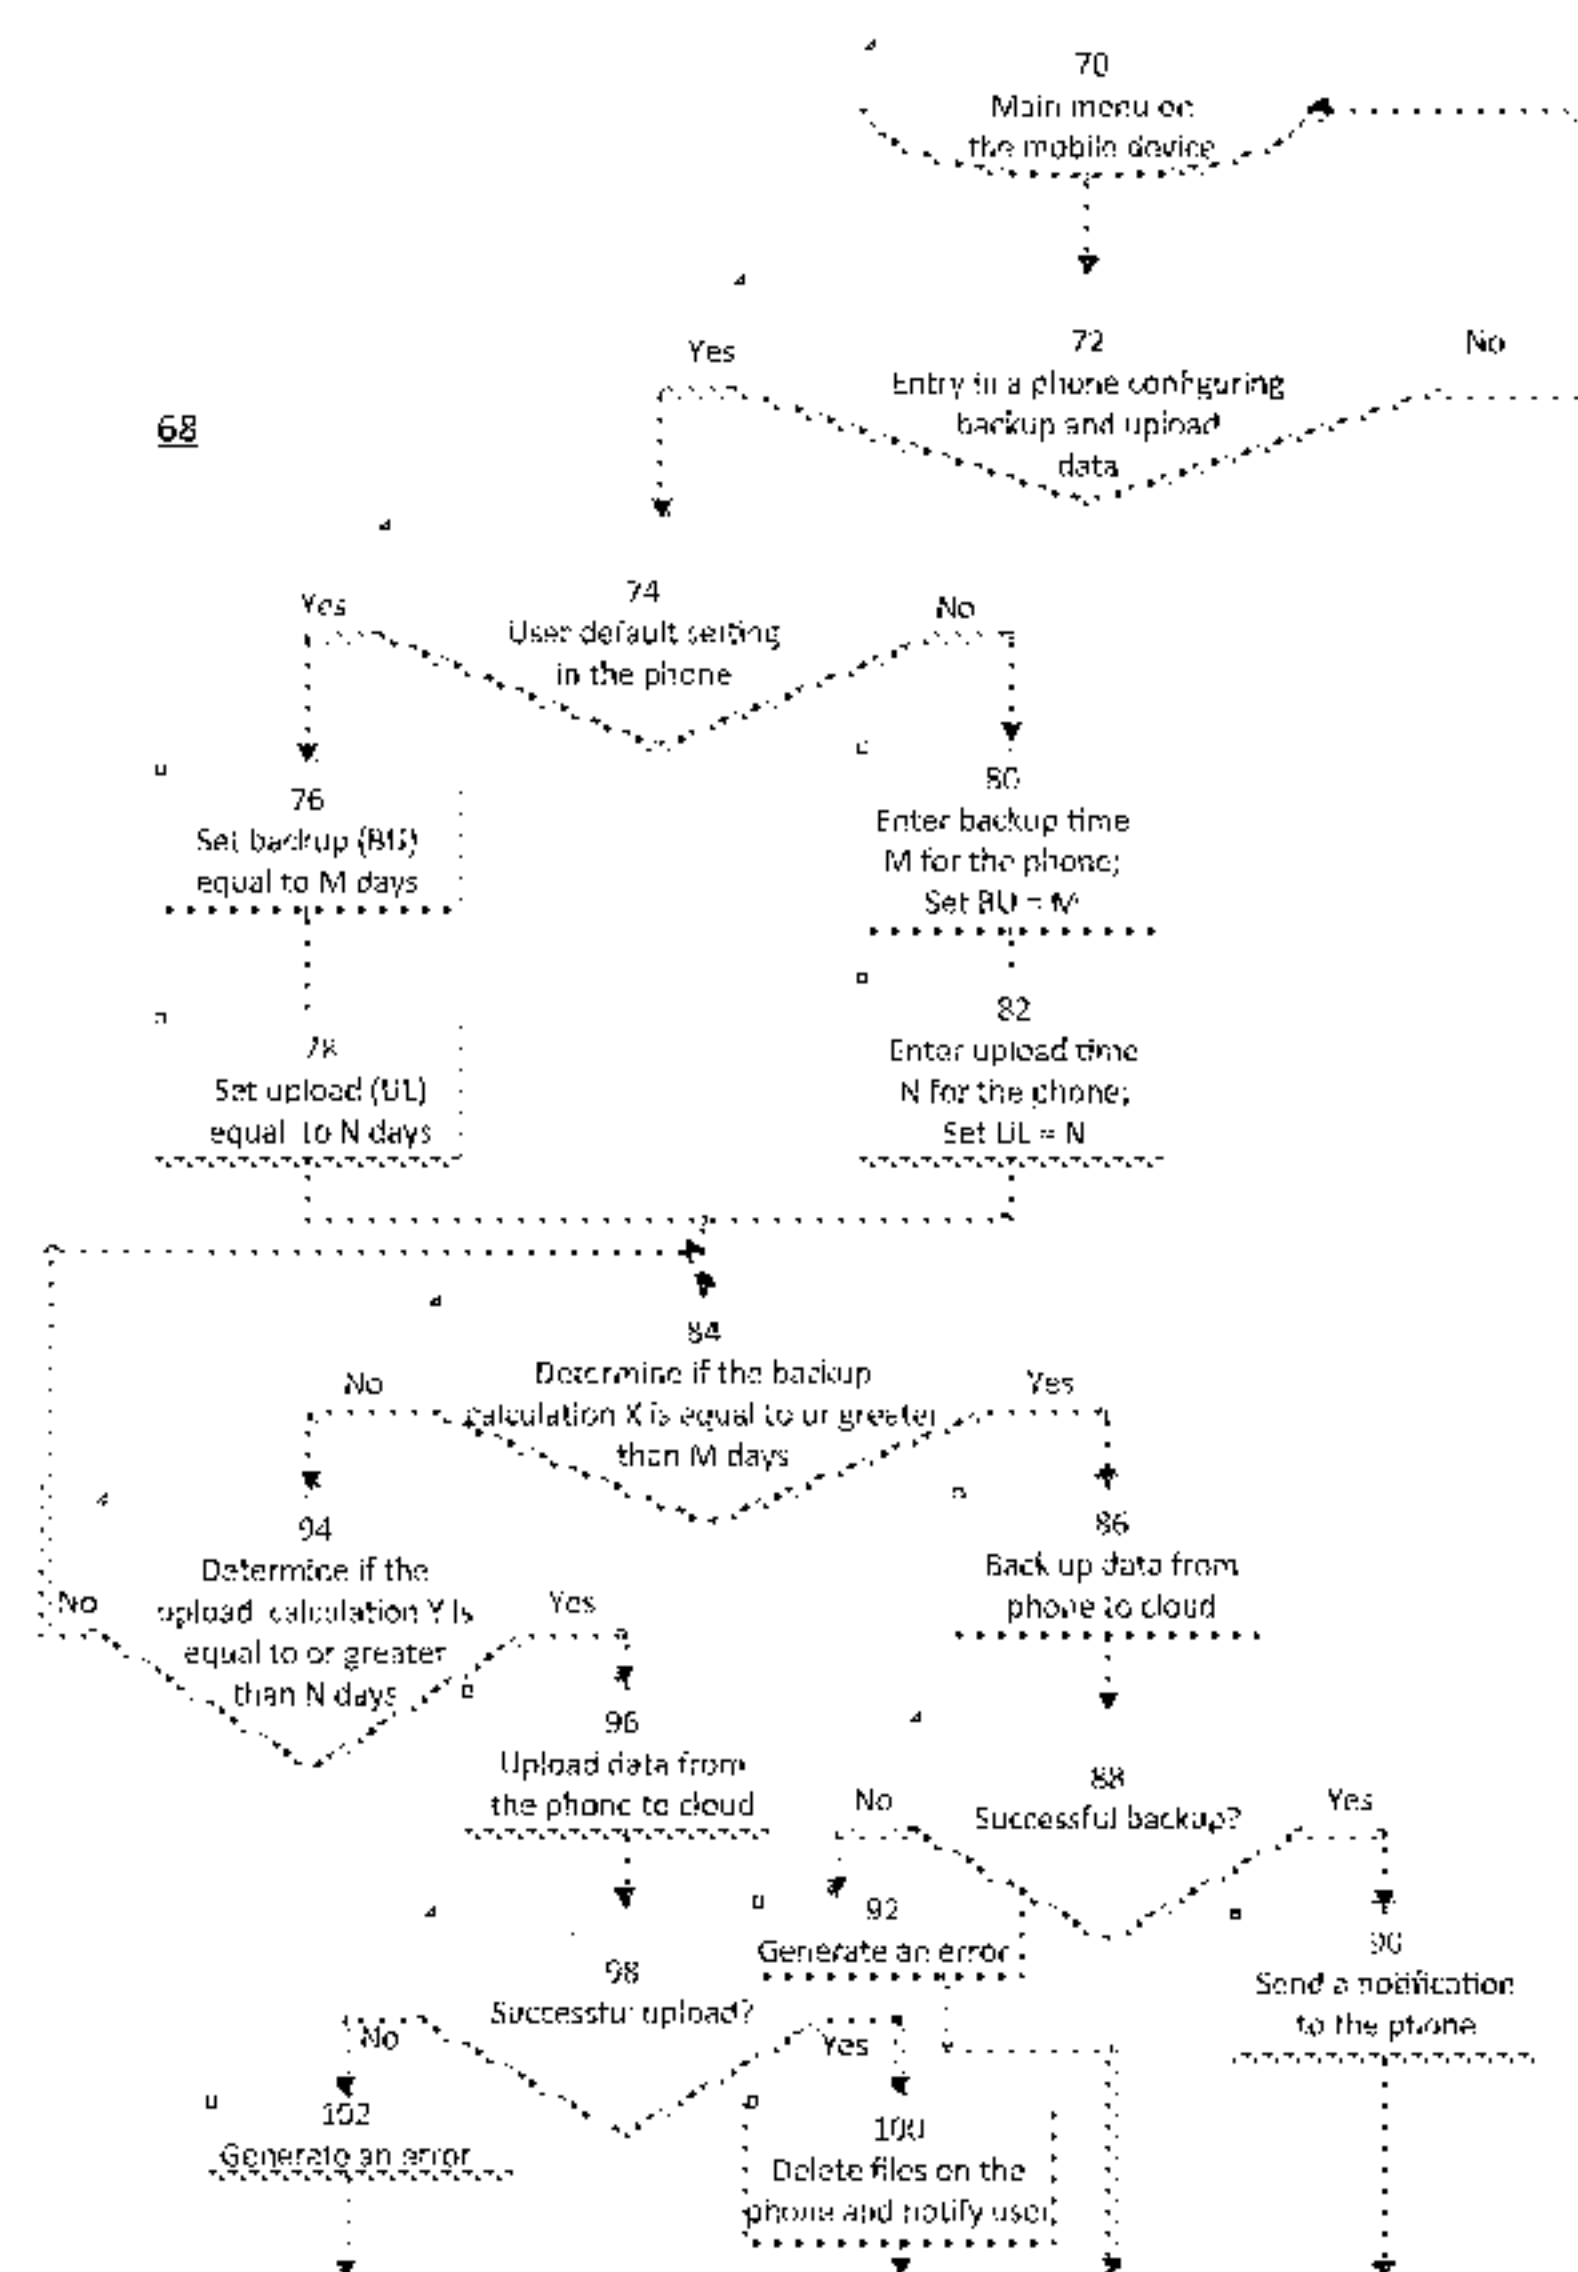 70
Main menu on
the mobile device
72
Yes
No
Entry in a phone configuring
backup and upload
data
68
74
Yes
No
User default setting
in the phone
76
Set backup (BU)
equal to M days
80
Enter backup time
M for the phone;
Set BU = M
78
Set upload (UL)
equal to N days
82
Enter upload time
N for the phone;
Set UL = N
84
No
Determine if the backup
Yes
calculation X is equal to or greater
than M days
94
Determine if the
No
upload calculation Y is
Yes
equal to or greater
than N days
86
Back up data from
phone to cloud
96
Upload data from
the phone to cloud
88
No
Successful backup?
Yes
92
Generate an error
90
Send a notification
to the phone
98
Successful upload?
No
Yes
102
Generate an error
100
Delete files on the
phone and notify user